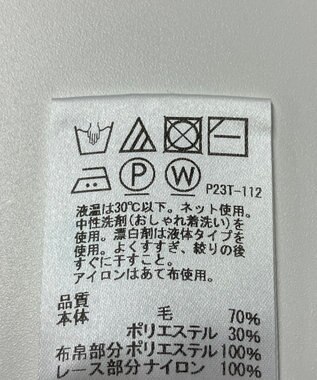 P W P23T-112
液温は30℃以下。ネット使用。
中性洗剤(おしゃれ着洗い)を
使用。漂白剤は液体タイプを
使用。よくすすぎ、絞りの後
すぐに干すこと。
アイロンはあて布使用。
品質
本体 毛 70%
ポリエステル 30%
布帛部分ポリエステル100%
レース部分ナイロン 100%